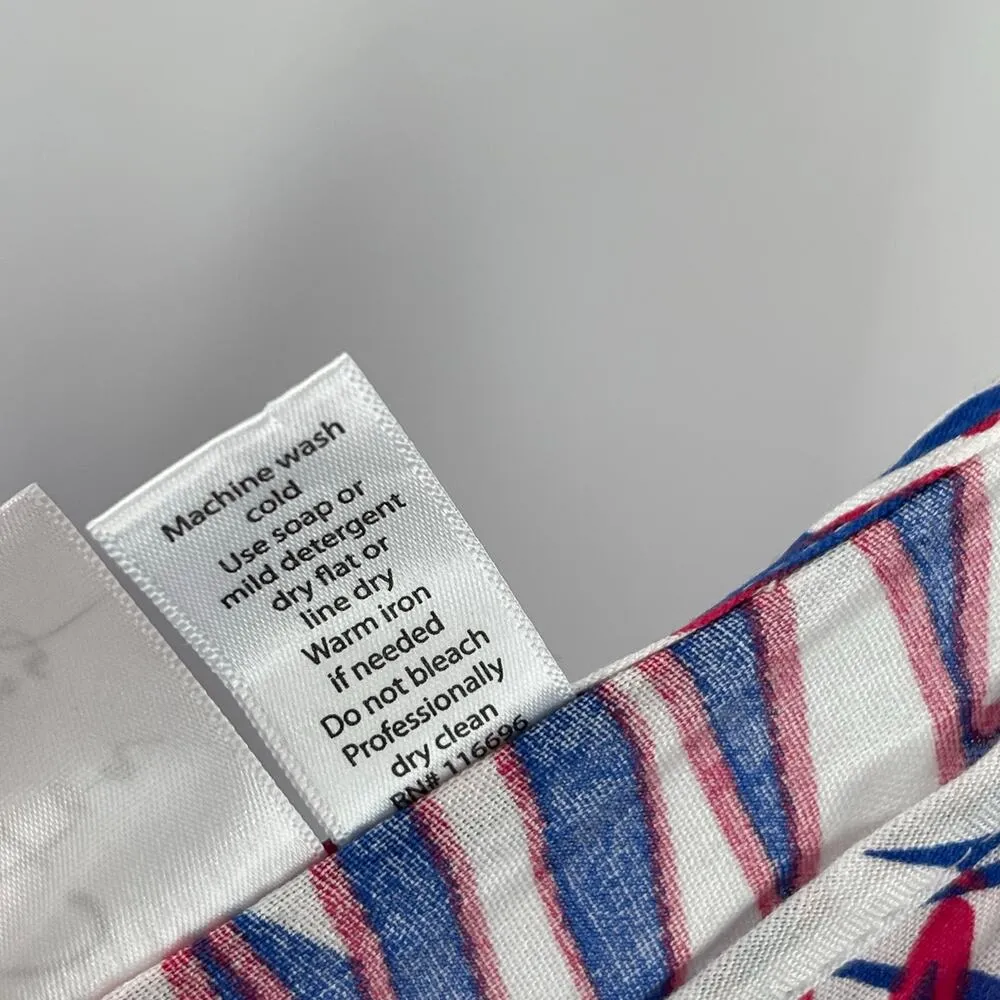 Machine wash
cold
Use soap or
mild detergent
dry flat or
line dry
Warm iron
if needed
Do not bleach
Professionally
dry clean
RN# 116696